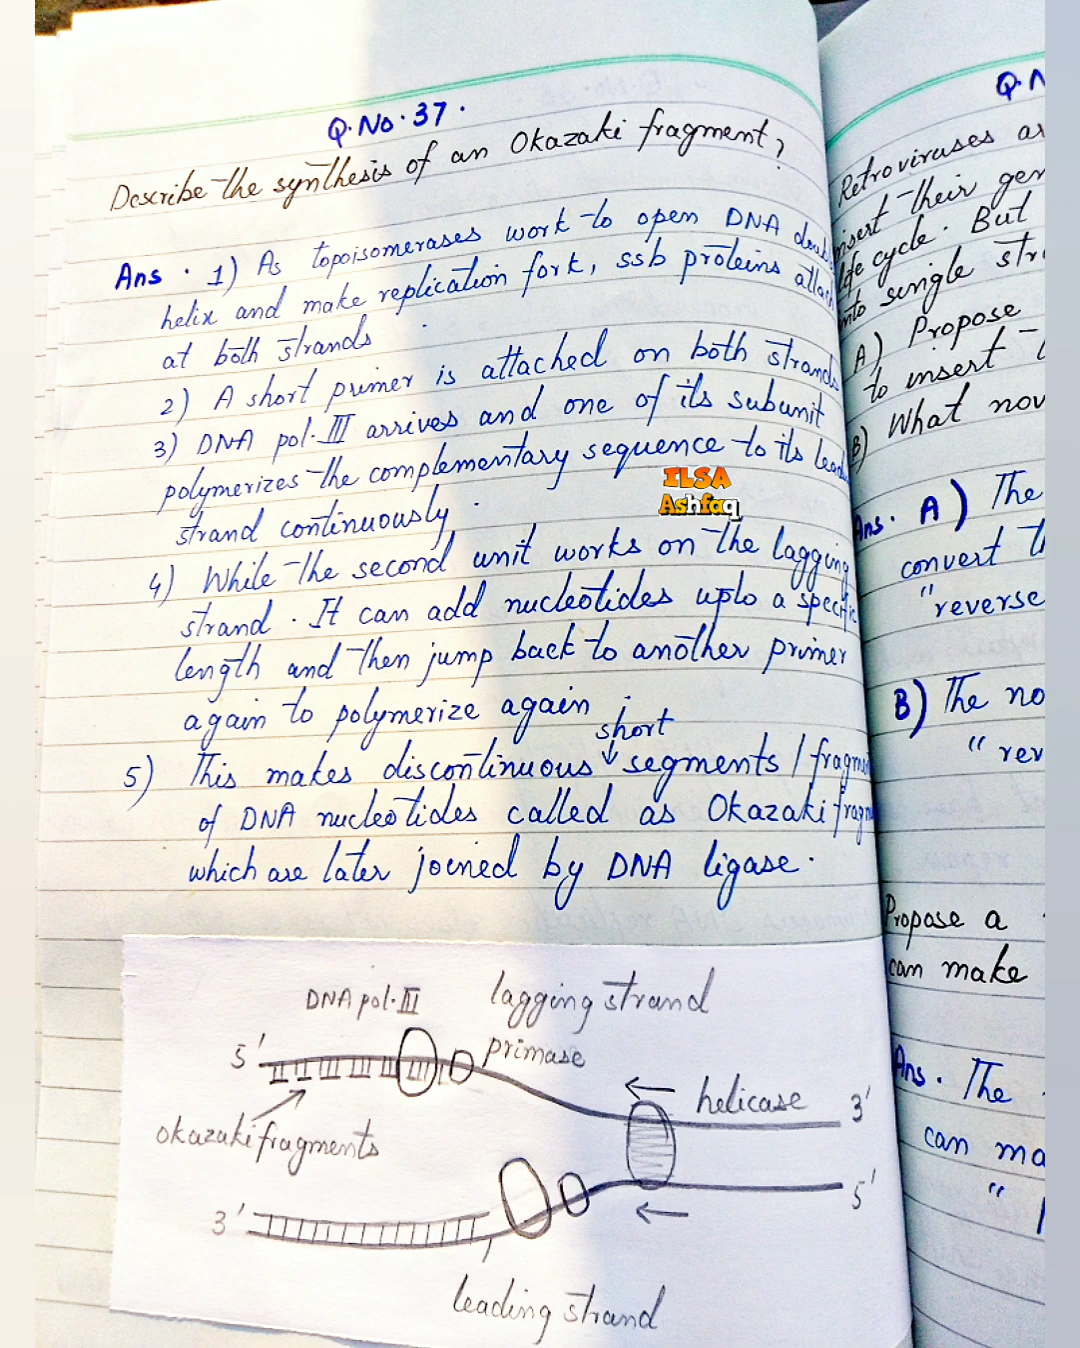 Q. No. 37.
Describe the synthesis of an Okazaki fragment?
Ans. 1) As topoisomerases work to open DNA
helix and make replication fork, ssb proteins
at both strands
2) A short primer is attached on both strands
3) DNA pol. III arrives and one of its subunit
polymerizes the complementary sequence to its
strand continuously.
4) While the second unit works on the lagging
strand. It can add nucleotides upto a specific
length and then jump back to another primer
again to polymerize again.
short
5) This makes discontinuous segments /
of DNA nucleotides called as Okazaki
which are later joined by DNA ligase.
ILSA
Ashfaq
DNA pol. III
lagging strand
5'
primase
helicase
3'
okazaki fragments
5'
3'
leading strand
Q.
Retroviruses
insert their
life cycle. But
into single
A) Propose
to insert
B) What
Ans. A) The
convert
"reverse
B) The
"
Propose a
can make
Ans. The
can
"